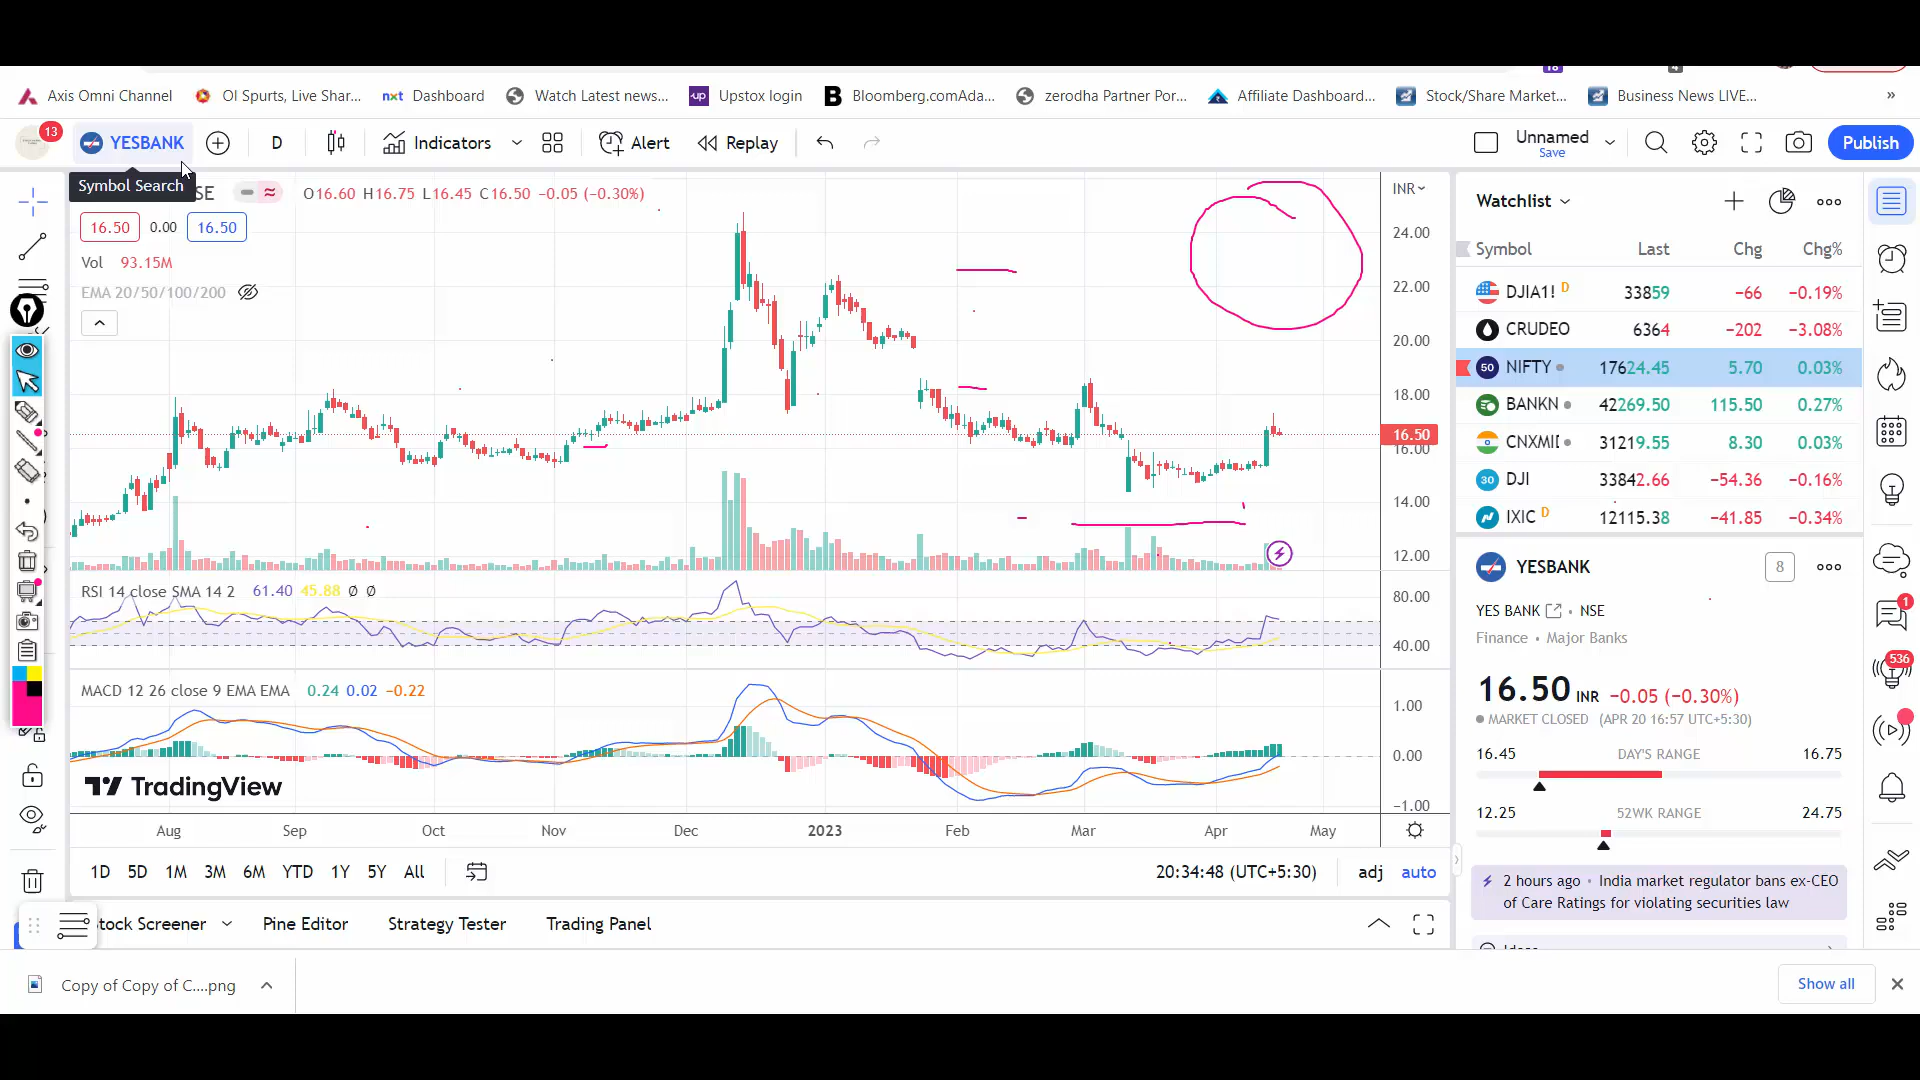 Axis Omni Channel OI Spurts, Live Shar... nxt Dashboard Watch Latest news... up Upstox login B Bloomberg.comAda... zerodha Partner Por... Affiliate Dashboard... Stock/Share Market... Business News LIVE... »
13 YESBANK D Indicators Alert Replay Unnamed Save Publish
Symbol Search SE O16.60 H16.75 L16.45 C16.50 −0.05 (−0.30%)
16.50 0.00 16.50
Vol 93.15M
EMA 20/50/100/200
INR
24.00
22.00
20.00
18.00
16.50
16.00
14.00
12.00
RSI 14 close SMA 14 2 61.40 45.88 Ø Ø
80.00
40.00
MACD 12 26 close 9 EMA EMA 0.24 0.02 −0.22
1.00
0.00
−1.00
TradingView
Aug Sep Oct Nov Dec 2023 Feb Mar Apr May
1D 5D 1M 3M 6M YTD 1Y 5Y All 20:34:48 (UTC+5:30) adj auto
tock Screener Pine Editor Strategy Tester Trading Panel
Watchlist
Symbol Last Chg Chg%
DJIA1! D 33859 −66 −0.19%
CRUDEO 6364 −202 −3.08%
50 NIFTY 17624.45 5.70 0.03%
BANKN 42269.50 115.50 0.27%
CNXMI 31219.55 8.30 0.03%
30 DJI 33842.66 −54.36 −0.16%
IXIC D 12115.38 −41.85 −0.34%
YESBANK 8
YES BANK • NSE
Finance • Major Banks
16.50 INR −0.05 (−0.30%)
MARKET CLOSED (APR 20 16:57 UTC+5:30)
16.45 DAY'S RANGE 16.75
12.25 52WK RANGE 24.75
2 hours ago • India market regulator bans ex-CEO
of Care Ratings for violating securities law
1
536
Copy of Copy of C....png Show all